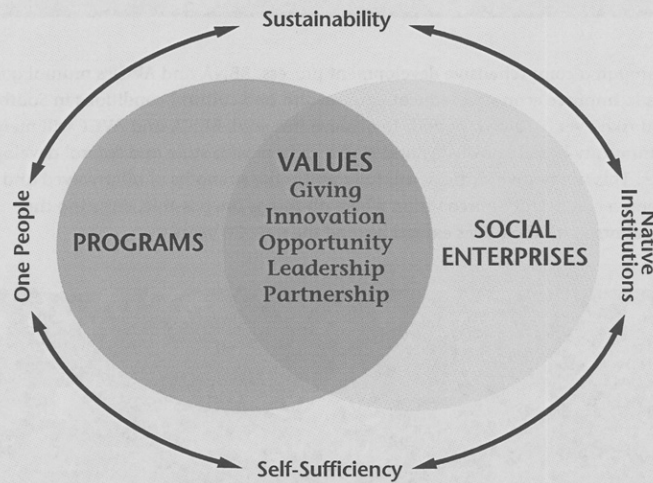 Sustainability
One People
PROGRAMS
VALUES
Giving
Innovation
Opportunity
Leadership
Partnership
SOCIAL
ENTERPRISES
Native
Institutions
Self-Sufficiency